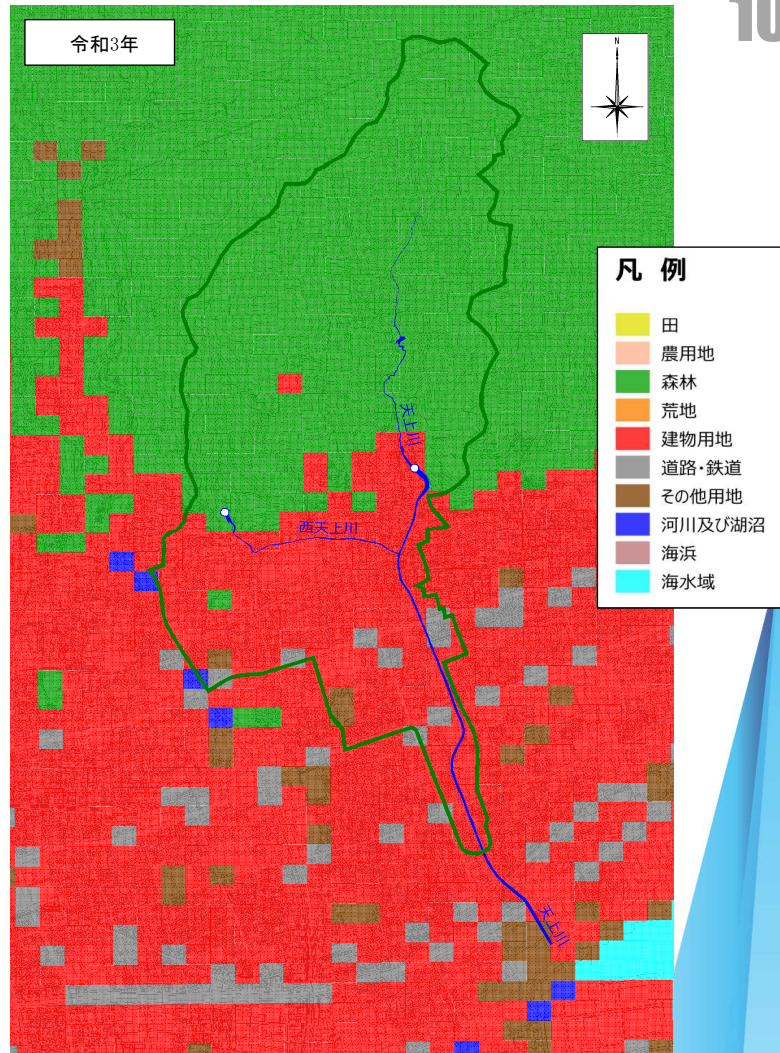 10
令和3年
N
凡 例
田
農用地
森林
荒地
建物用地
道路・鉄道
その他用地
河川及び湖沼
海浜
海水域
天上川
西天上川
天上川